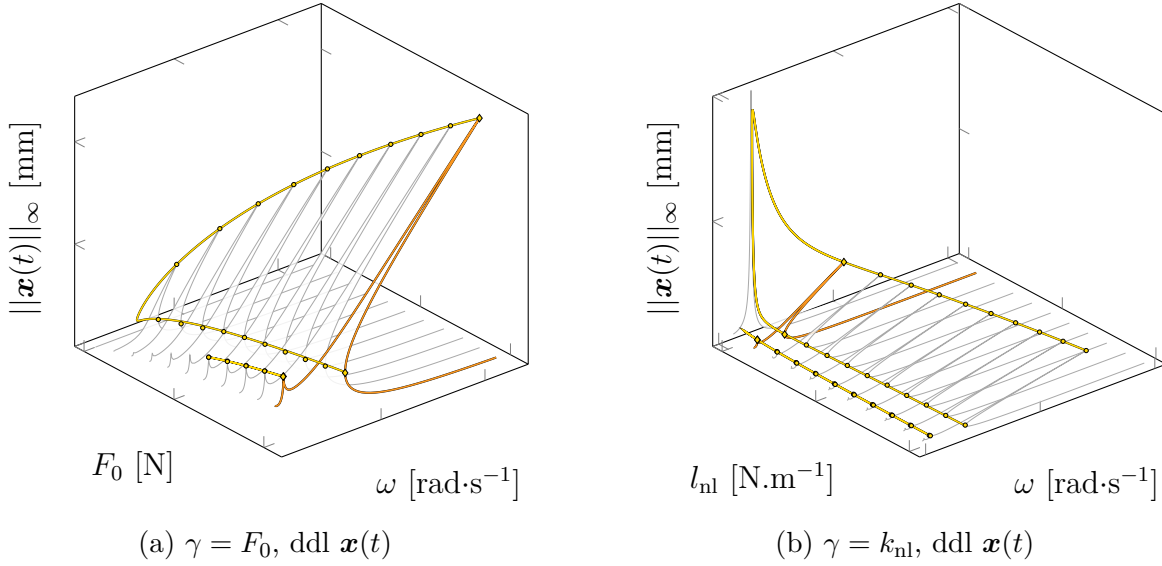 ||𝒙(t)||∞ [mm]
F₀ [N]
ω [rad·s⁻¹]
(a) γ = F₀, ddl 𝒙(t)
||𝒙(t)||∞ [mm]
lₙₗ [N.m⁻¹]
ω [rad·s⁻¹]
(b) γ = kₙₗ, ddl 𝒙(t)